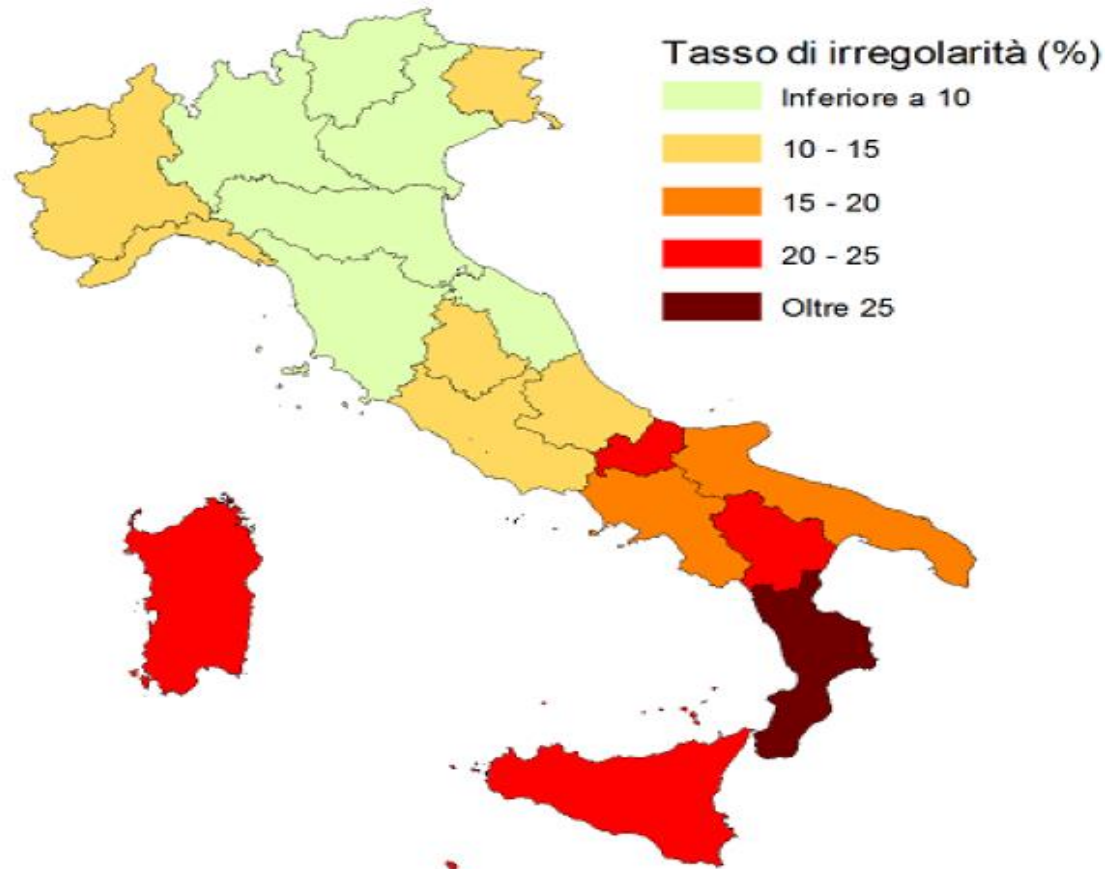 Tasso di irregolarità (%)
Inferiore a 10
10 - 15
15 - 20
20 - 25
Oltre 25